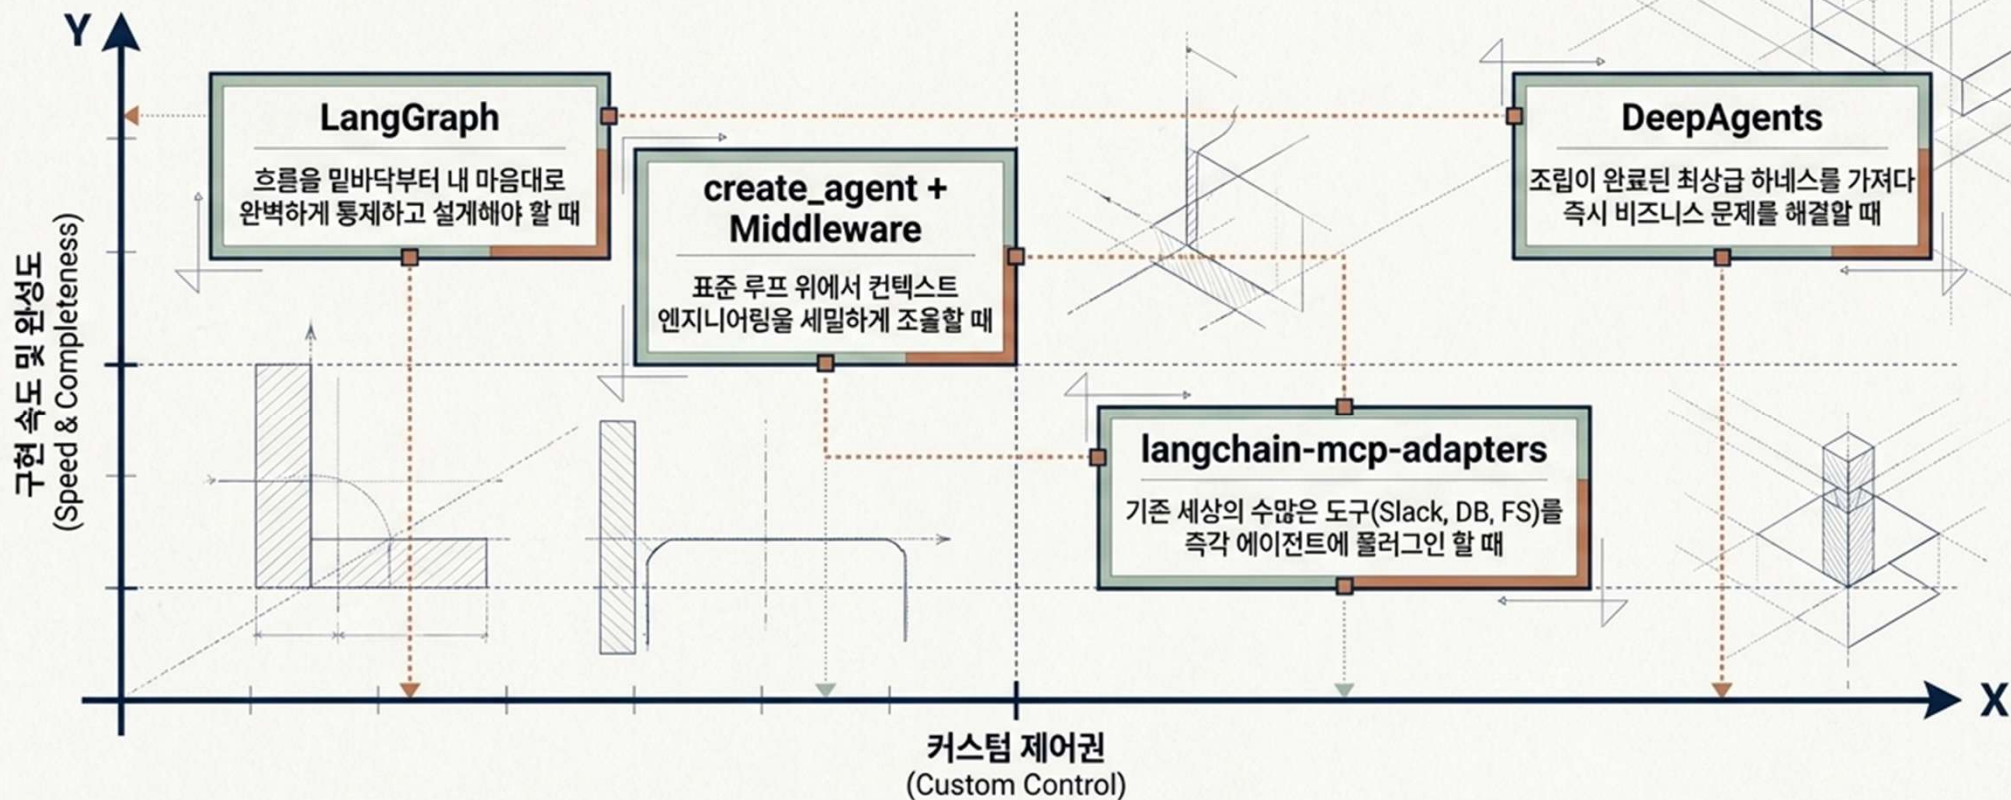 Y
구현 속도 및 완성도
(Speed & Completeness)
LangGraph
흐름을 밑바닥부터 내 마음대로
완벽하게 통제하고 설계해야 할 때
create_agent +
Middleware
표준 루프 위에서 컨텍스트
엔지니어링울 세밀하게 조율할 때
DeepAgents
조립이 완료된 최상급 하네스를 가져다
즉시 비즈니스 문제를 해결할 때
langchain-mcp-adapters
기존 세상의 수많은 도구(Slack, DB, FS)를
즉각 에이전트에 폴러그인 할 때
X
커스텀 제어권
(Custom Control)